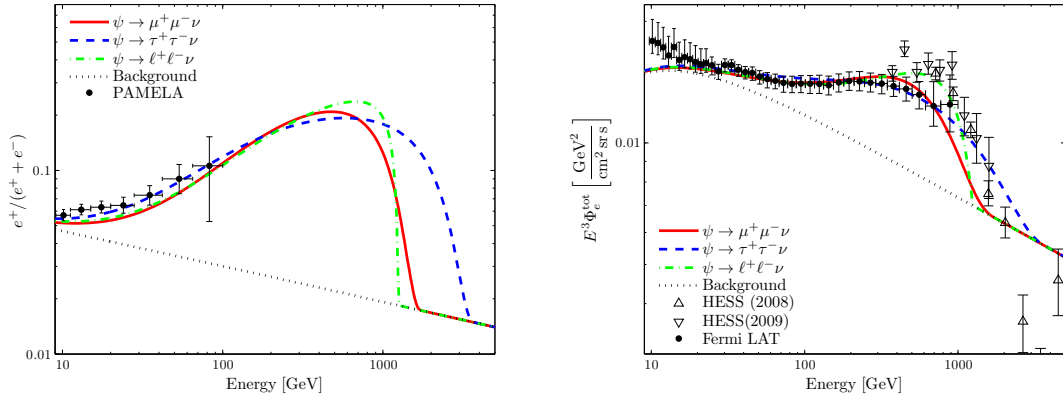 ψ → μ⁺μ⁻ν
ψ → τ⁺τ⁻ν
ψ → ℓ⁺ℓ⁻ν
Background
PAMELA
0.1
0.01
e⁺/(e⁺ + e⁻)
10
100
1000
Energy [GeV]
0.01
E³Φₑᵗᵒᵗ [GeV² / cm² s r s]
ψ → μ⁺μ⁻ν
ψ → τ⁺τ⁻ν
ψ → ℓ⁺ℓ⁻ν
Background
HESS (2008)
HESS(2009)
Fermi LAT
10
100
1000
Energy [GeV]